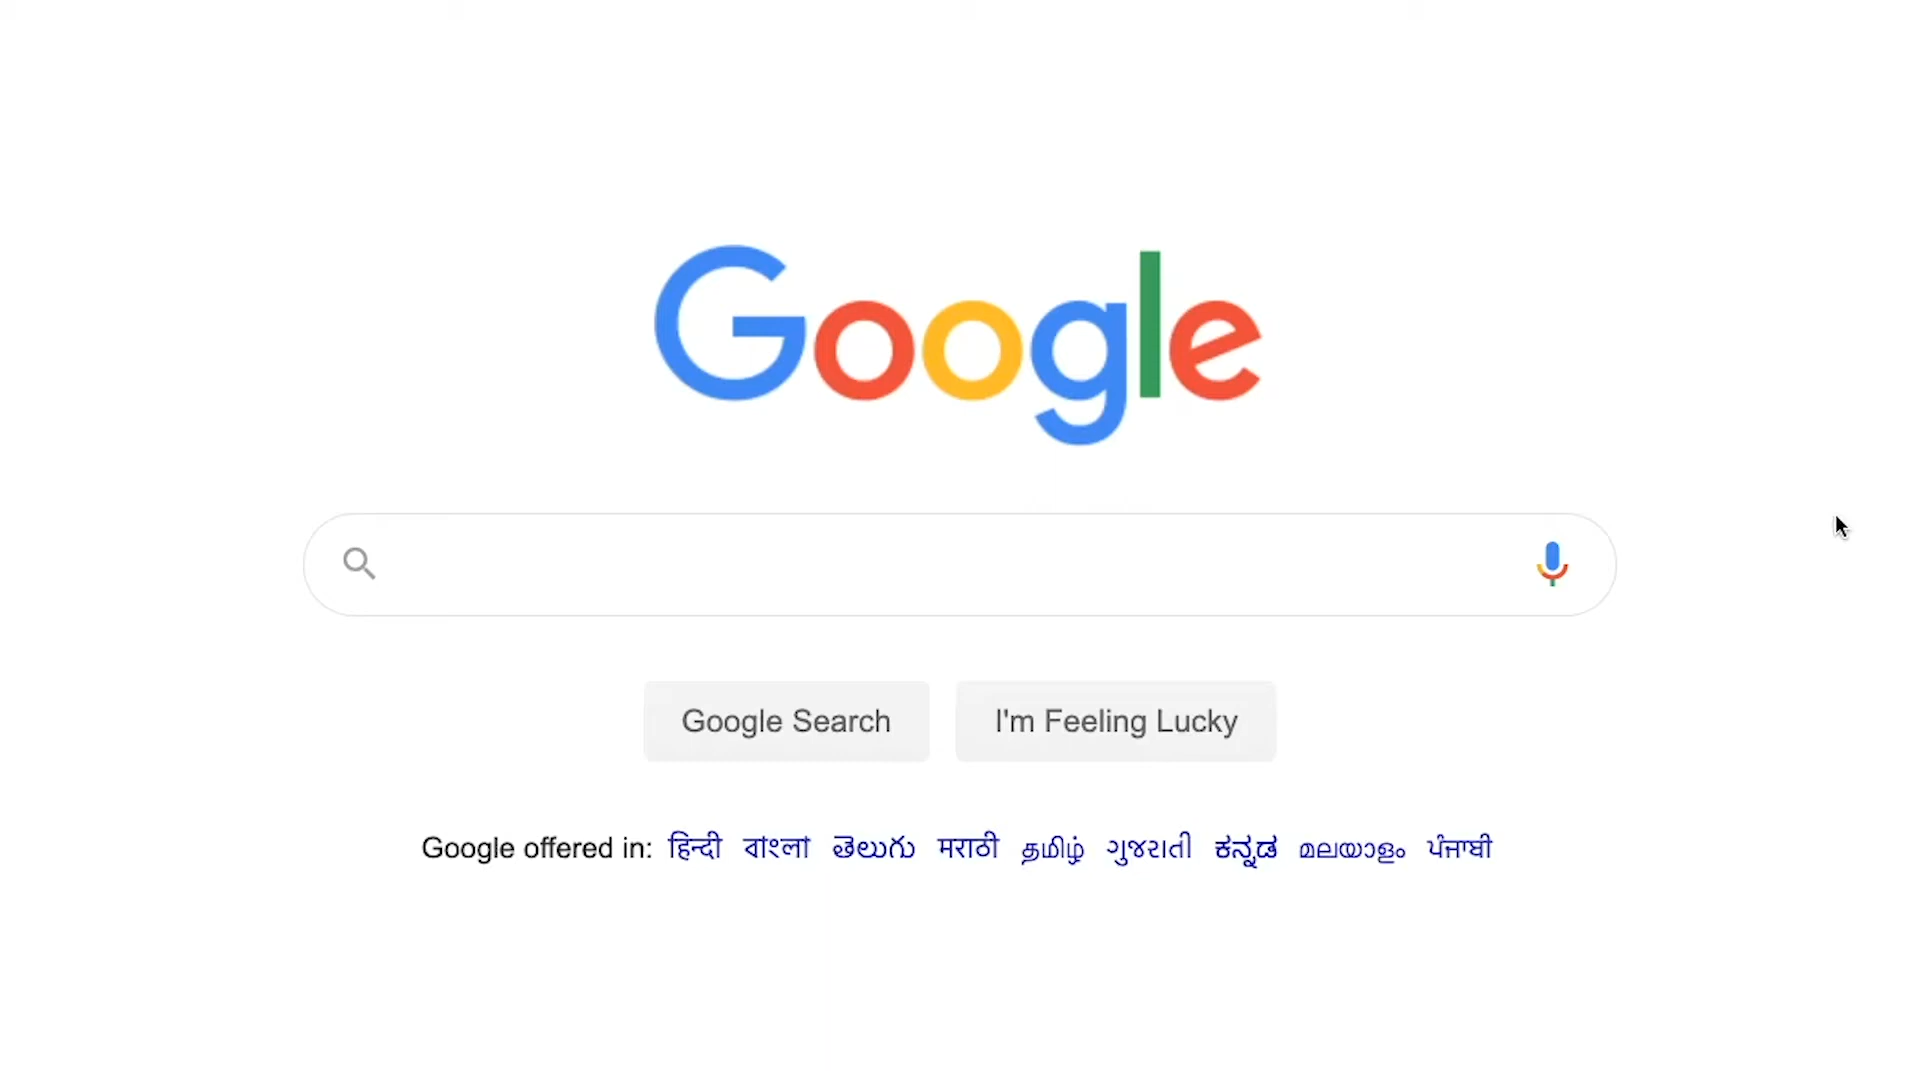 Google
Google Search
I'm Feeling Lucky
Google offered in: हिन्दी বাংলা తెలుగు मराठी தமிழ் ગુજરાતી ಕನ್ನಡ മലയാളം ਪੰਜਾਬੀ